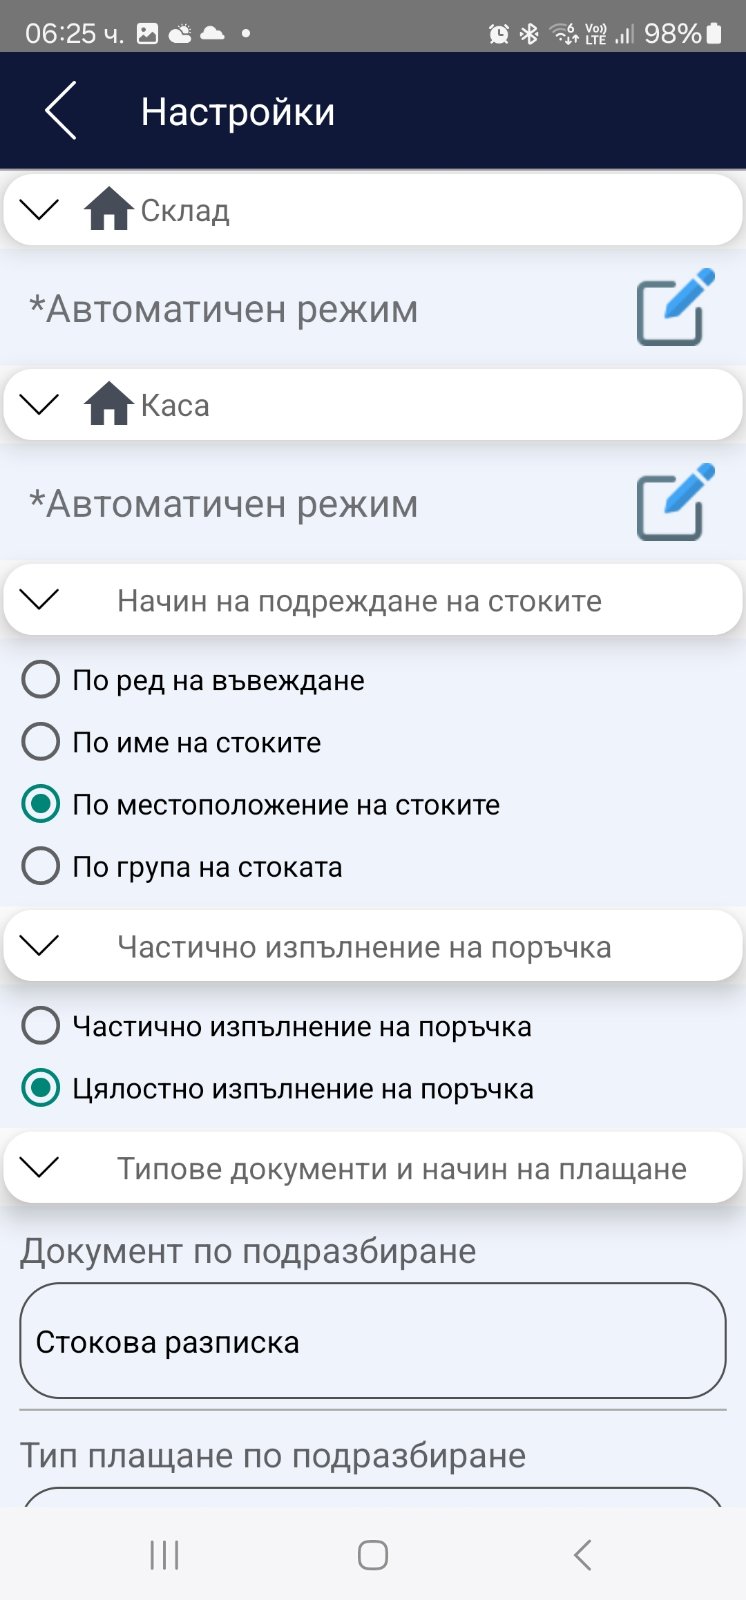 06:25 ч. 6 Vo)) LTE 98%
Настройки
Склад
*Автоматичен режим
Каса
*Автоматичен режим
Начин на подреждане на стоките
По ред на въвеждане
По име на стоките
По местоположение на стоките
По група на стоката
Частично изпълнение на поръчка
Частично изпълнение на поръчка
Цялостно изпълнение на поръчка
Типове документи и начин на плащане
Документ по подразбиране
Стокова разписка
Тип плащане по подразбиране